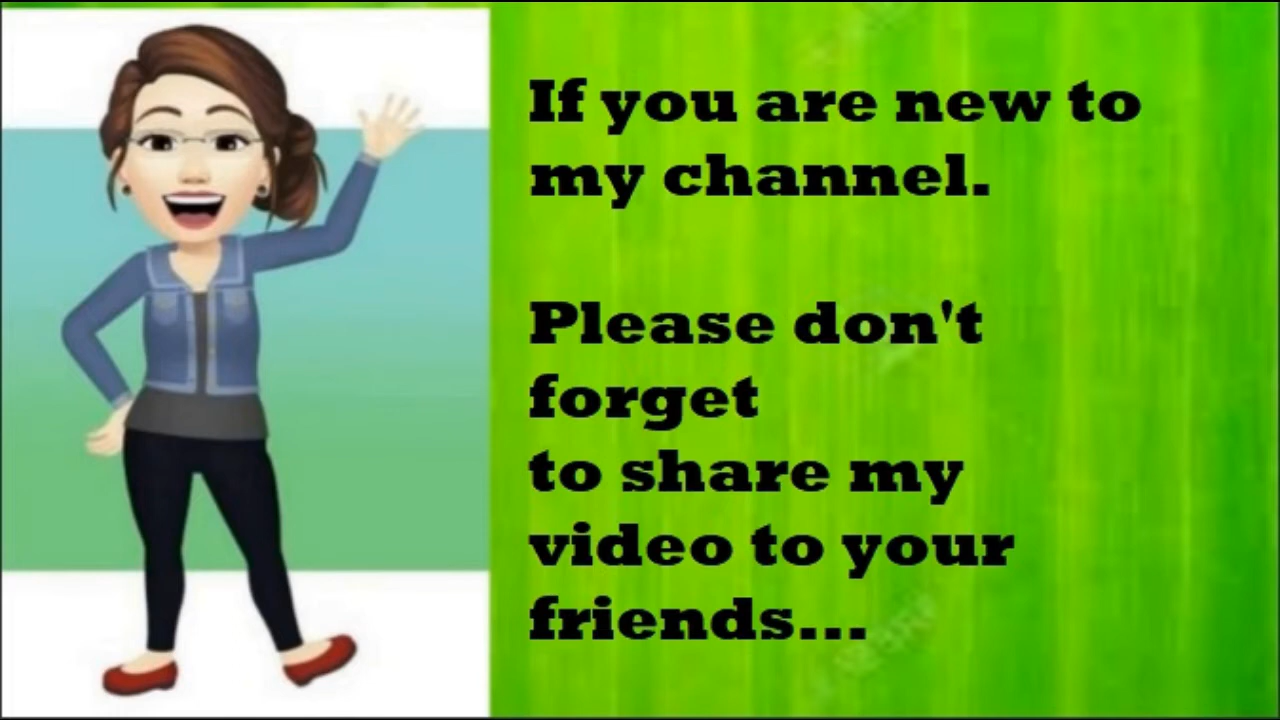 If you are new to
my channel.
Please don't
forget
to share my
video to your
friends...